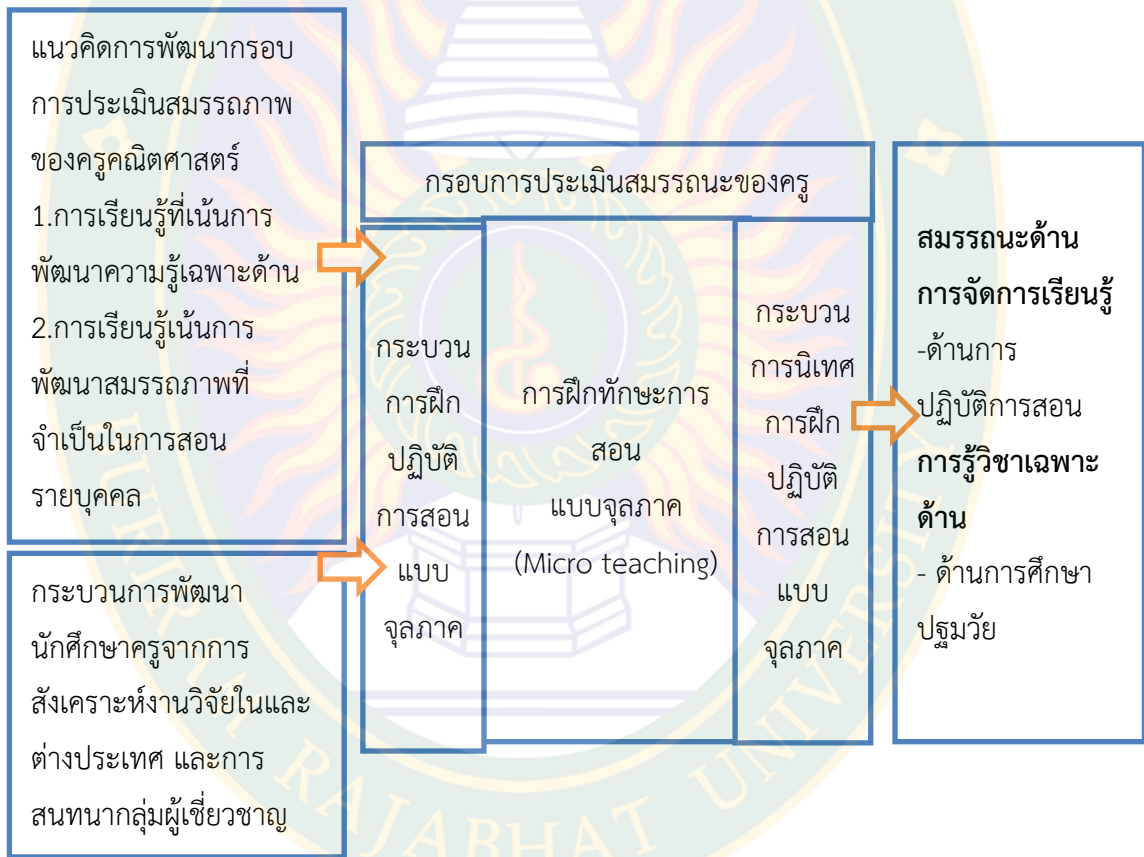 แนวคิดการพัฒนากรอบ
การประเมินสมรรถภาพ
ของครูคณิตศาสตร์
1.การเรียนรู้ที่เน้นการ
พัฒนาความรู้เฉพาะด้าน
2.การเรียนรู้เน้นการ
พัฒนาสมรรถภาพที่
จำเป็นในการสอน
รายบุคคล
กระบวนการพัฒนา
นักศึกษาครูจากการ
สังเคราะห์งานวิจัยในและ
ต่างประเทศ และการ
สนทนากลุ่มผู้เชี่ยวชาญ
กรอบการประเมินสมรรถนะของครู
กระบวน
การฝึก
ปฏิบัติ
การสอน
แบบ
จุลภาค
การฝึกทักษะการ
สอน
แบบจุลภาค
(Micro teaching)
กระบวน
การนิเทศ
การฝึก
ปฏิบัติ
การสอน
แบบ
จุลภาค
สมรรถนะด้าน
การจัดการเรียนรู้
-ด้านการ
ปฏิบัติการสอน
การรู้วิชาเฉพาะ
ด้าน
- ด้านการศึกษา
ปฐมวัย
BURIRAM RAJABHAT UNIVERSITY